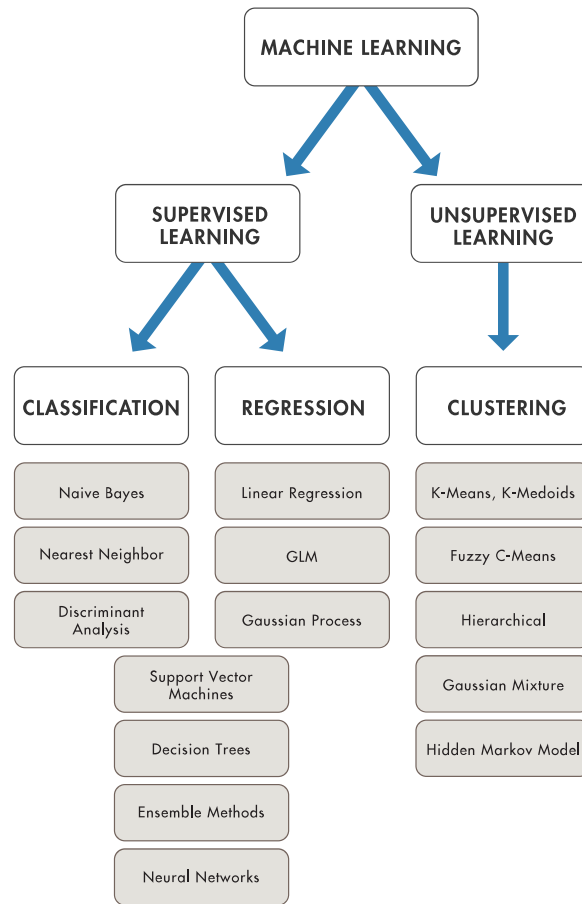 MACHINE LEARNING
SUPERVISED
LEARNING
UNSUPERVISED
LEARNING
CLASSIFICATION
REGRESSION
CLUSTERING
Naive Bayes
Linear Regression
K-Means, K-Medoids
Nearest Neighbor
GLM
Fuzzy C-Means
Discriminant
Analysis
Gaussian Process
Hierarchical
Support Vector
Machines
Gaussian Mixture
Decision Trees
Hidden Markov Model
Ensemble Methods
Neural Networks